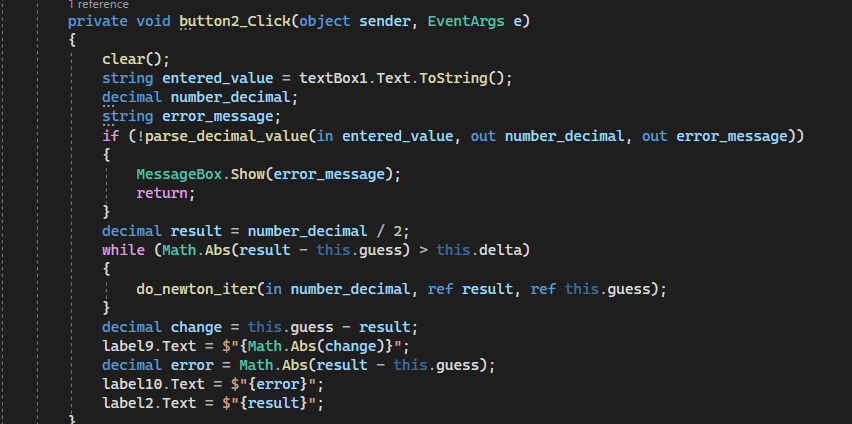 1 reference
private void button2_Click(object sender, EventArgs e)
{
clear();
string entered_value = textBox1.Text.ToString();
decimal number_decimal;
string error_message;
if (!parse_decimal_value(in entered_value, out number_decimal, out error_message))
{
MessageBox.Show(error_message);
return;
}
decimal result = number_decimal / 2;
while (Math.Abs(result - this.guess) > this.delta)
{
do_newton_iter(in number_decimal, ref result, ref this.guess);
}
decimal change = this.guess - result;
label9.Text = $"{Math.Abs(change)}";
decimal error = Math.Abs(result - this.guess);
label10.Text = $"{error}";
label2.Text = $"{result}";
}